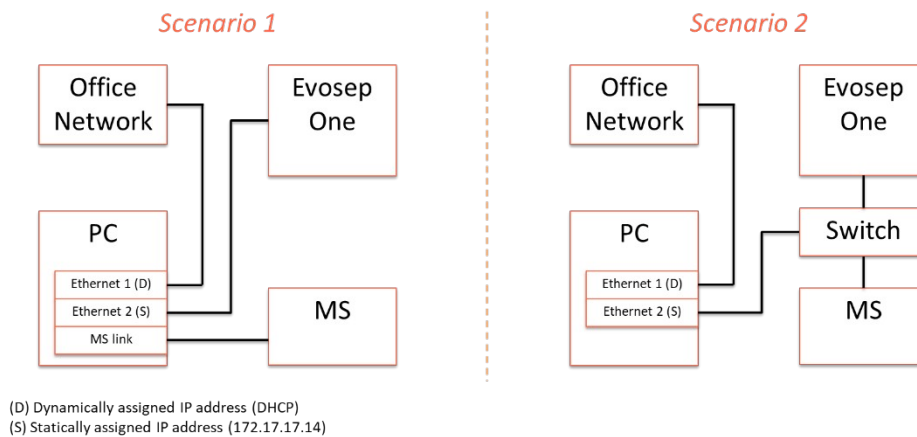 Scenario 1
Office
Network
Evosep
One
PC
Ethernet 1 (D)
Ethernet 2 (S)
MS link
MS
Scenario 2
Office
Network
Evosep
One
PC
Ethernet 1 (D)
Ethernet 2 (S)
Switch
MS
(D) Dynamically assigned IP address (DHCP)
(S) Statically assigned IP address (172.17.17.14)